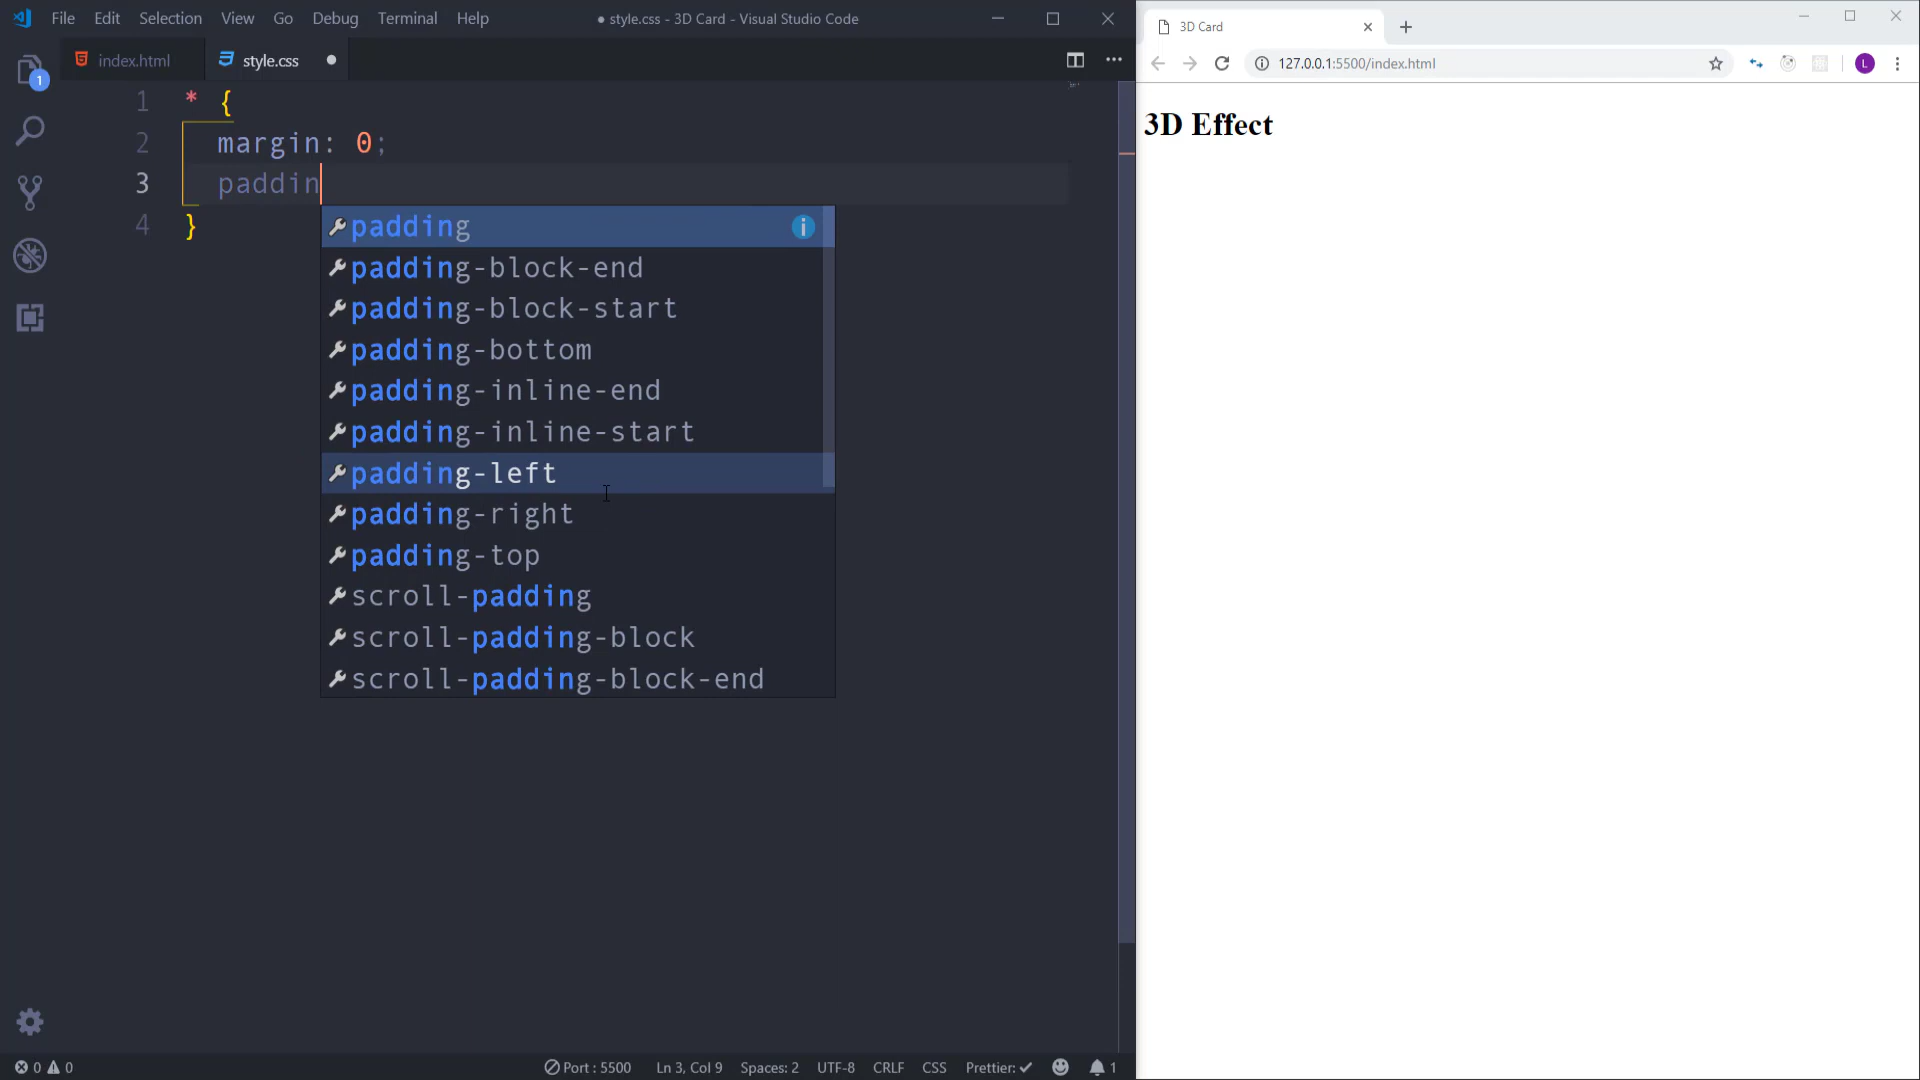 File Edit Selection View Go Debug Terminal Help ● style.css - 3D Card - Visual Studio Code
index.html style.css ●
1 * {
2 margin: 0;
3 paddin
4 }
padding
padding-block-end
padding-block-start
padding-bottom
padding-inline-end
padding-inline-start
padding-left
padding-right
padding-top
scroll-padding
scroll-padding-block
scroll-padding-block-end
1
0 0 Port : 5500 Ln 3, Col 9 Spaces: 2 UTF-8 CRLF CSS Prettier: ✓ 1
3D Card
127.0.0.1:5500/index.html L
3D Effect